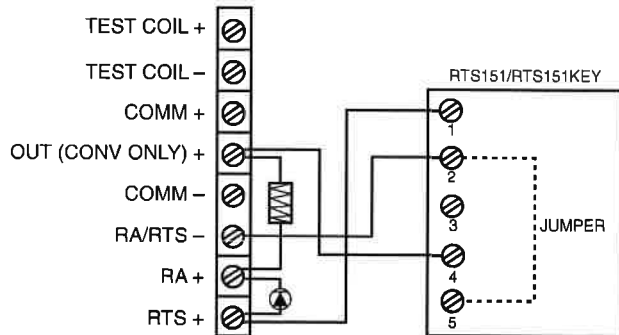 TEST COIL +
TEST COIL –
COMM +
OUT (CONV ONLY) +
COMM –
RA/RTS –
RA +
RTS +
RTS151/RTS151KEY
1
2
3
4
5
JUMPER